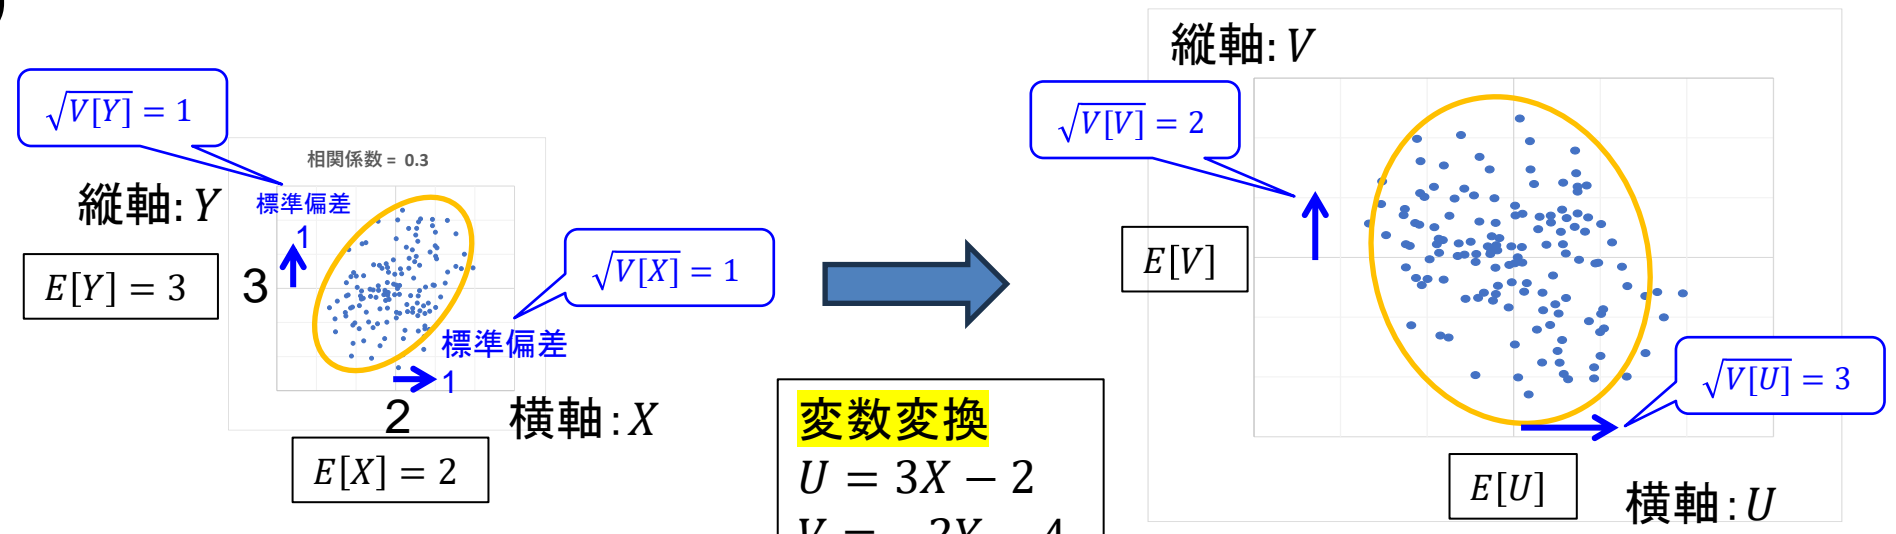 )
√V[Y] = 1
相関係数 = 0.3
縦軸: Y
標準偏差
1
E[Y] = 3
3
√V[X] = 1
標準偏差
1
2
横軸: X
E[X] = 2
変数変換
U = 3X − 2
縦軸: V
√V[V] = 2
E[V]
√V[U] = 3
E[U]
横軸: U